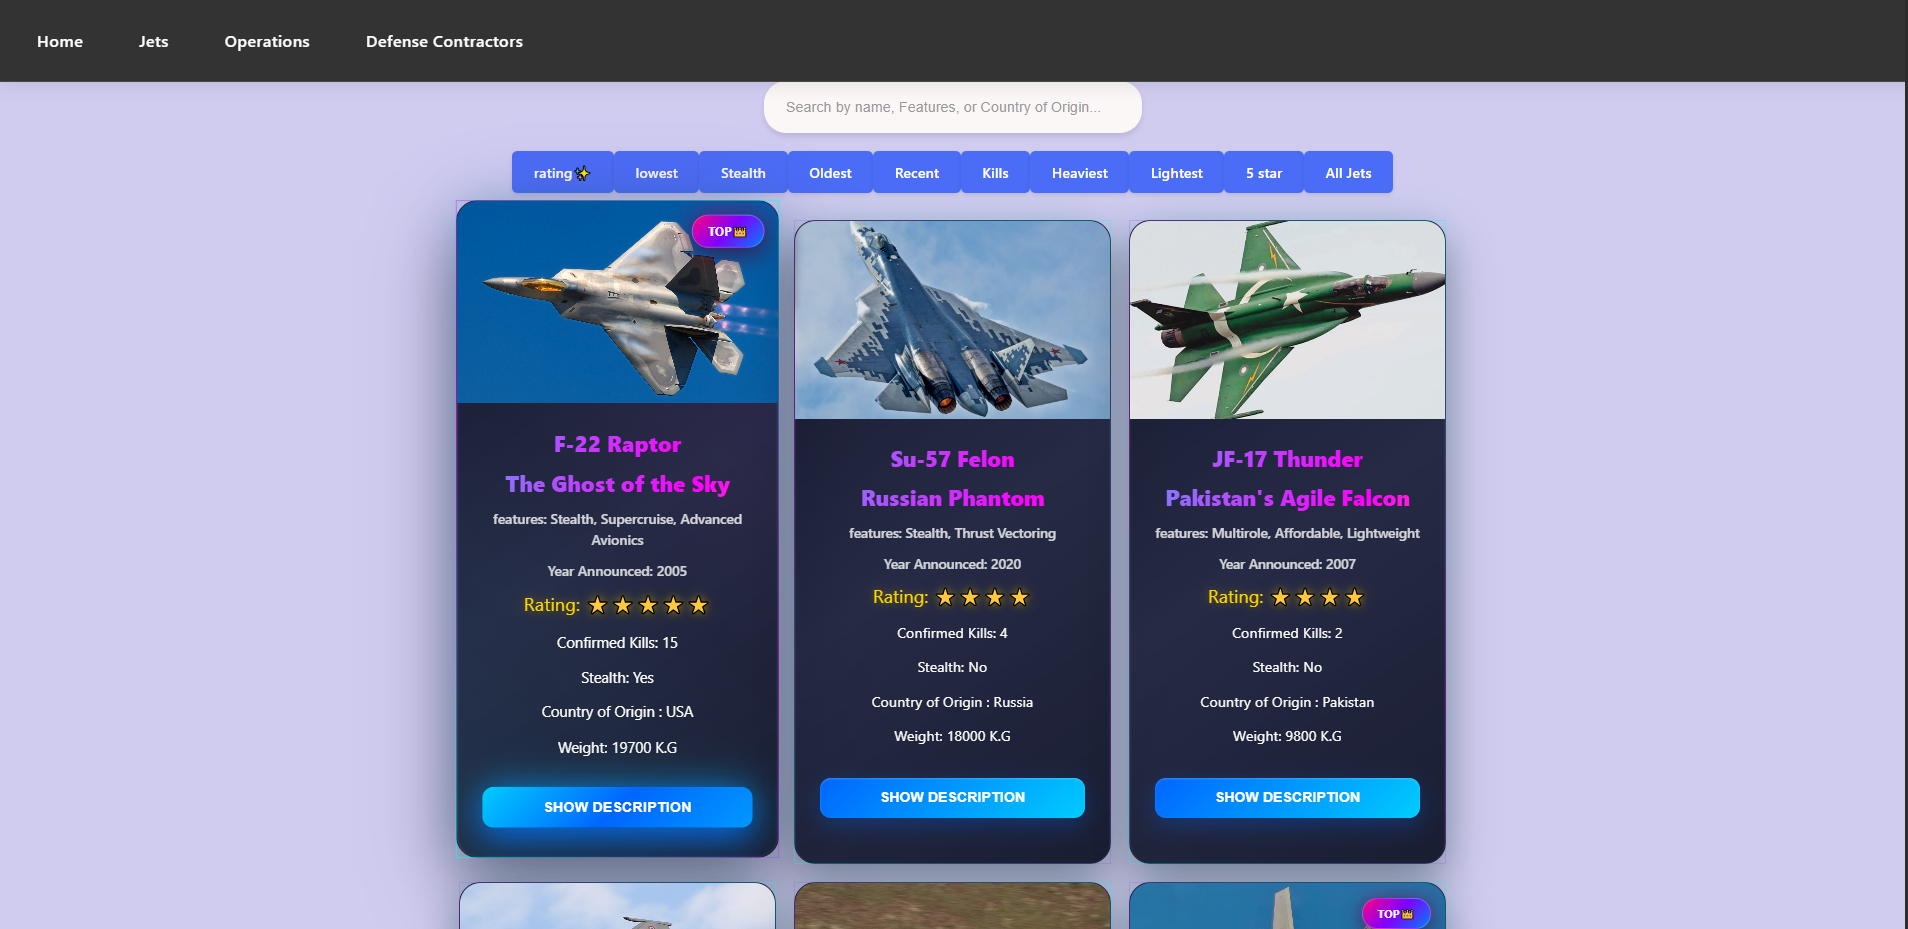 Home Jets Operations Defense Contractors
Search by name, Features, or Country of Origin...
rating✨ lowest Stealth Oldest Recent Kills Heaviest Lightest 5 star All Jets
TOP👑
F-22 Raptor
The Ghost of the Sky
features: Stealth, Supercruise, Advanced
Avionics
Year Announced: 2005
Rating: ★ ★ ★ ★ ★
Confirmed Kills: 15
Stealth: Yes
Country of Origin : USA
Weight: 19700 K.G
SHOW DESCRIPTION
Su-57 Felon
Russian Phantom
features: Stealth, Thrust Vectoring
Year Announced: 2020
Rating: ★ ★ ★ ★
Confirmed Kills: 4
Stealth: No
Country of Origin : Russia
Weight: 18000 K.G
SHOW DESCRIPTION
JF-17 Thunder
Pakistan's Agile Falcon
features: Multirole, Affordable, Lightweight
Year Announced: 2007
Rating: ★ ★ ★ ★
Confirmed Kills: 2
Stealth: No
Country of Origin : Pakistan
Weight: 9800 K.G
SHOW DESCRIPTION
TOP👑